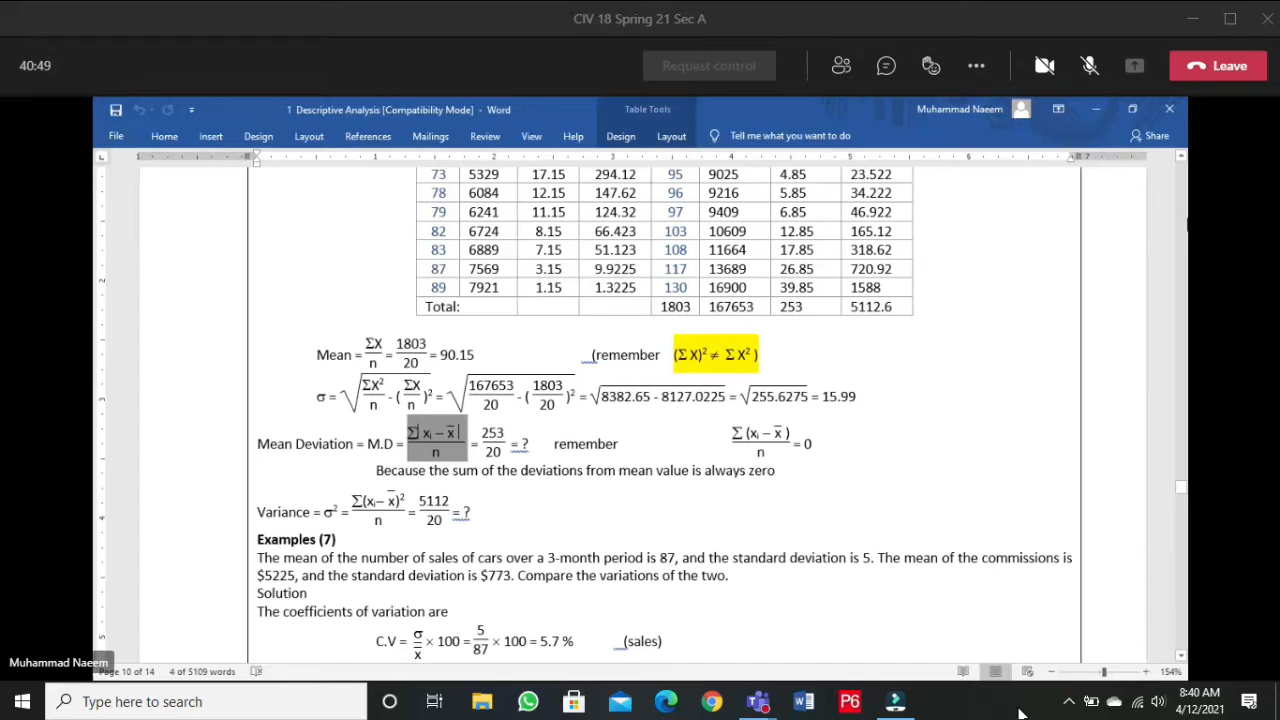 CIV 18 Spring 21 Sec A
40:49
Request control
Leave
1 Descriptive Analysis [Compatibility Mode] - Word
Table Tools
Muhammad Naeem
File Home Insert Design Layout References Mailings Review View Help Design Layout Tell me what you want to do Share
1 1 2 3 4 5 7
73 5329 17.15 294.12 95 9025 4.85 23.522
78 6084 12.15 147.62 96 9216 5.85 34.222
79 6241 11.15 124.32 97 9409 6.85 46.922
82 6724 8.15 66.423 103 10609 12.85 165.12
83 6889 7.15 51.123 108 11664 17.85 318.62
87 7569 3.15 9.9225 117 13689 26.85 720.92
89 7921 1.15 1.3225 130 16900 39.85 1588
Total: 1803 167653 253 5112.6
Mean = ΣX/n = 1803/20 = 90.15 (remember (Σ X)² ≠ Σ X² )
σ = √(ΣX²/n - (ΣX/n)²) = √(167653/20 - (1803/20)²) = √8382.65 - 8127.0225 = √255.6275 = 15.99
Mean Deviation = M.D = Σ| xᵢ – x̄ |/n = 253/20 = ? remember Σ (xᵢ – x̄ )/n = 0
Because the sum of the deviations from mean value is always zero
Variance = σ² = Σ(xᵢ– x̄)²/n = 5112/20 = ?
Examples (7)
The mean of the number of sales of cars over a 3-month period is 87, and the standard deviation is 5. The mean of the commissions is
$5225, and the standard deviation is $773. Compare the variations of the two.
Solution
The coefficients of variation are
C.V = σ/x × 100 = 5/87 × 100 = 5.7 % (sales)
Muhammad Naeem
Page 10 of 14 4 of 5109 words 154%
Type here to search
P6
8:40 AM
4/12/2021